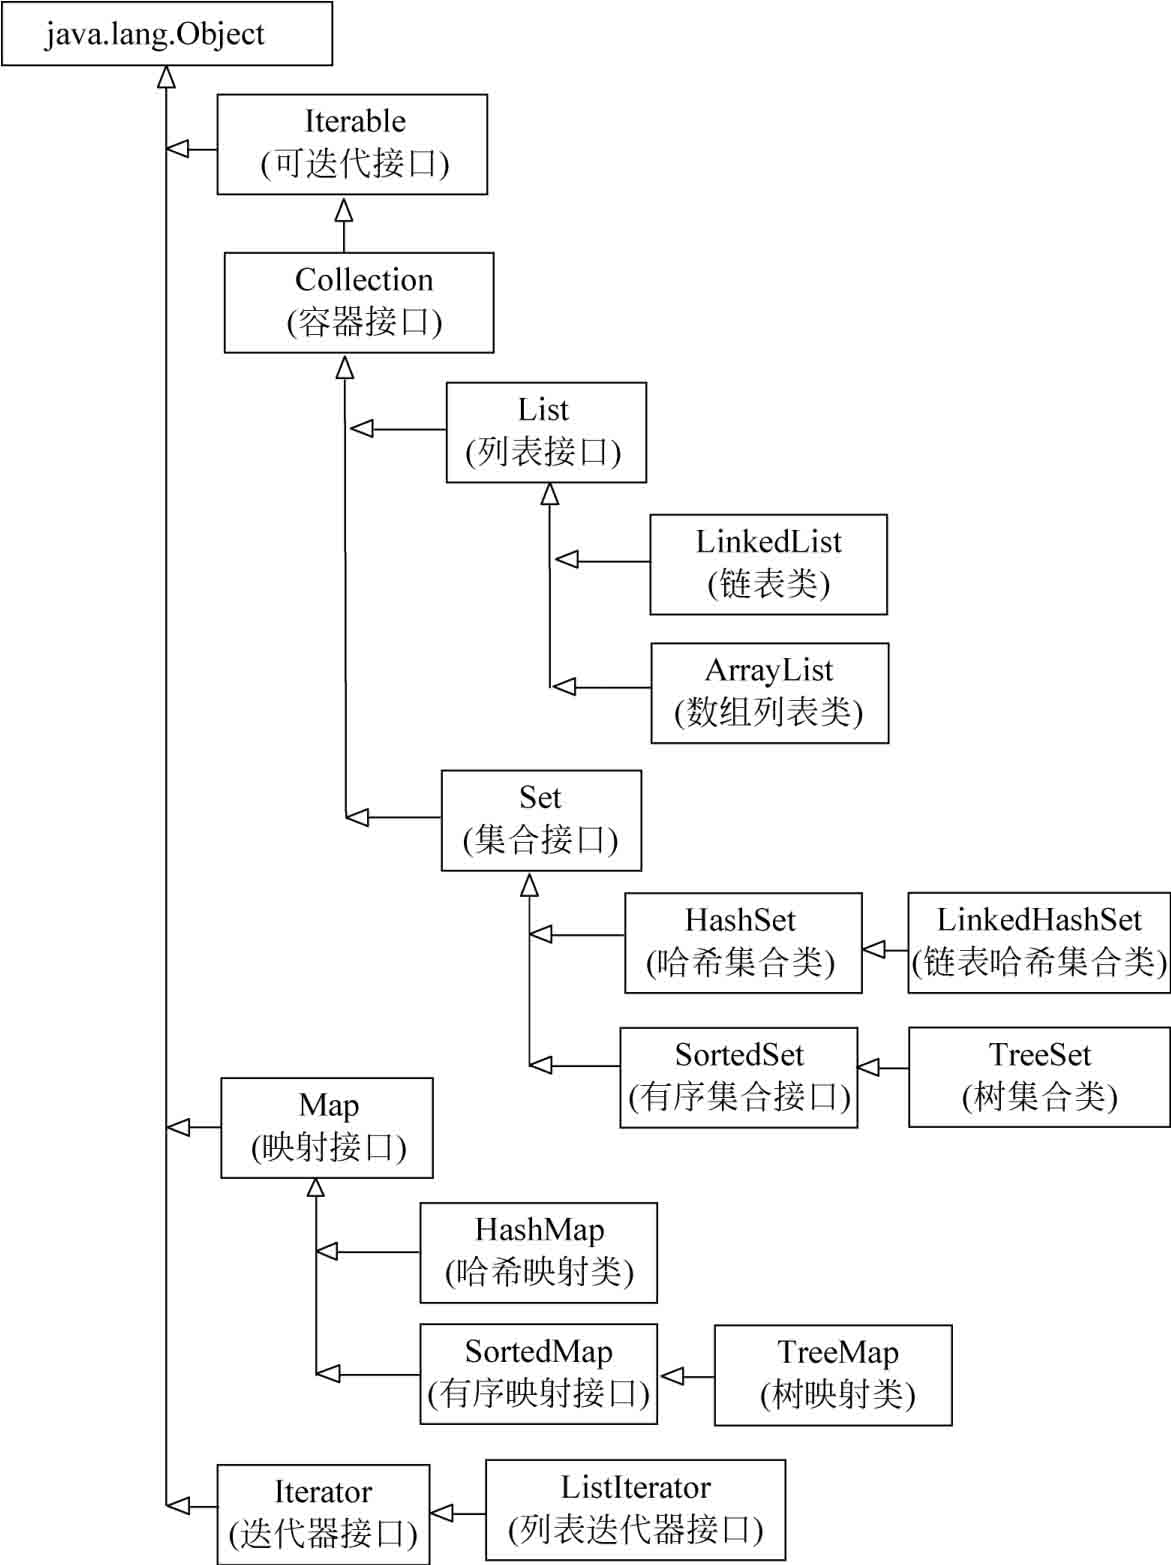 java.lang.Object
Iterable
(可迭代接口)
Collection
(容器接口)
List
(列表接口)
LinkedList
(链表类)
ArrayList
(数组列表类)
Set
(集合接口)
HashSet
(哈希集合类)
LinkedHashSet
(链表哈希集合类)
SortedSet
(有序集合接口)
TreeSet
(树集合类)
Map
(映射接口)
HashMap
(哈希映射类)
SortedMap
(有序映射接口)
TreeMap
(树映射类)
Iterator
(迭代器接口)
ListIterator
(列表迭代器接口)